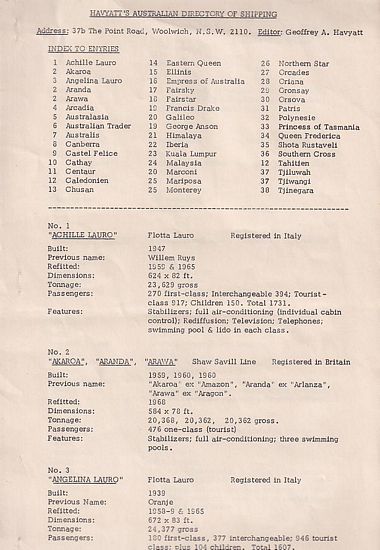 HAVYATT'S AUSTRALIAN DIRECTORY OF SHIPPING
Address: 37b The Point Road, Woolwich, N.S.W. 2110. Editor: Geoffrey A. Havyatt
INDEX TO ENTRIES
1 Achille Lauro 14 Eastern Queen 26 Northern Star
2 Akaroa 15 Ellinis 27 Orcades
3 Angelina Lauro 16 Empress of Australia 28 Oriana
2 Aranda 17 Fairsky 29 Oronsay
2 Arawa 18 Fairstar 30 Orsova
4 Arcadia 19 Francis Drake 31 Patris
5 Australasia 20 Galileo 32 Polynesie
6 Australian Trader 19 George Anson 33 Princess of Tasmania
7 Australis 21 Himalaya 34 Queen Frederica
8 Canberra 22 Iberia 35 Shota Rustaveli
9 Castel Felice 23 Kuala Lumpur 36 Southern Cross
10 Cathay 24 Malaysia 12 Tahitien
11 Centaur 20 Marconi 37 Tjiluwah
12 Caledonien 25 Mariposa 37 Tjiwangi
13 Chusan 25 Monterey 38 Tjinegara
No. 1
"ACHILLE LAURO" Flotta Lauro Registered in Italy
Built: 1947
Previous name: Willem Ruys
Refitted: 1959 & 1965
Dimensions: 624 x 82 ft.
Tonnage: 23,629 gross
Passengers: 270 first-class; Interchangeable 394; Tourist-
class 917; Children 150. Total 1731.
Features: Stabilizers; full air-conditioning (individual cabin
control); Rediffusion; Television; Telephones;
swimming pool & lido in each class.
No. 2
"AKAROA", "ARANDA", "ARAWA" Shaw Savill Line Registered in Britain
Built: 1959, 1960, 1960
Previous name: "Akaroa" ex "Amazon", "Aranda" ex "Arlanza",
"Arawa" ex "Aragon".
Refitted: 1968
Dimensions: 584 x 78 ft.
Tonnage: 20,368, 20,362, 20,362 gross.
Passengers: 476 one-class (tourist)
Features: Stabilizers; full air-conditioning; three swimming
pools.
No. 3
"ANGELINA LAURO" Flotta Lauro Registered in Italy
Built: 1939
Previous Name: Oranje
Refitted: 1958-9 & 1965
Dimensions: 672 x 83 ft.
Tonnage: 24,377 gross
Passengers: 180 first-class, 377 interchangeable; 946 tourist
class; plus 104 children. Total 1607.